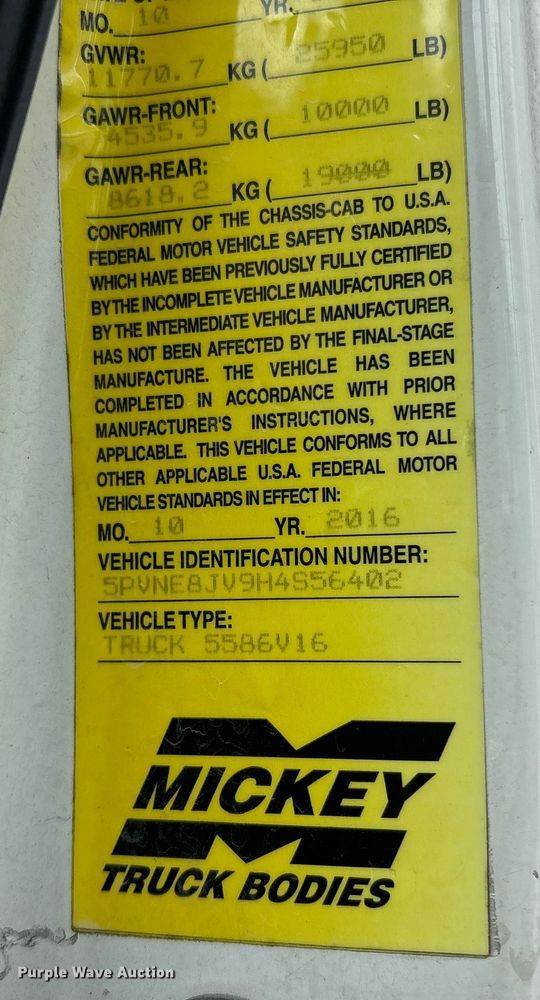 MO. 10 YR.
GVWR:
11770.7 KG ( 25950 LB)
GAWR-FRONT:
4535.9 KG ( 10000 LB)
GAWR-REAR:
8618.2 KG ( 19000 LB)
CONFORMITY OF THE CHASSIS-CAB TO U.S.A.
FEDERAL MOTOR VEHICLE SAFETY STANDARDS,
WHICH HAVE BEEN PREVIOUSLY FULLY CERTIFIED
BY THE INCOMPLETE VEHICLE MANUFACTURER OR
BY THE INTERMEDIATE VEHICLE MANUFACTURER,
HAS NOT BEEN AFFECTED BY THE FINAL-STAGE
MANUFACTURE. THE VEHICLE HAS BEEN
COMPLETED IN ACCORDANCE WITH PRIOR
MANUFACTURER'S INSTRUCTIONS, WHERE
APPLICABLE. THIS VEHICLE CONFORMS TO ALL
OTHER APPLICABLE U.S.A. FEDERAL MOTOR
VEHICLE STANDARDS IN EFFECT IN:
MO. 10 YR. 2016
VEHICLE IDENTIFICATION NUMBER:
5PVNE8JV9H4S56402
VEHICLE TYPE:
TRUCK 5586V16
MICKEY
TRUCK BODIES
Purple Wave Auction